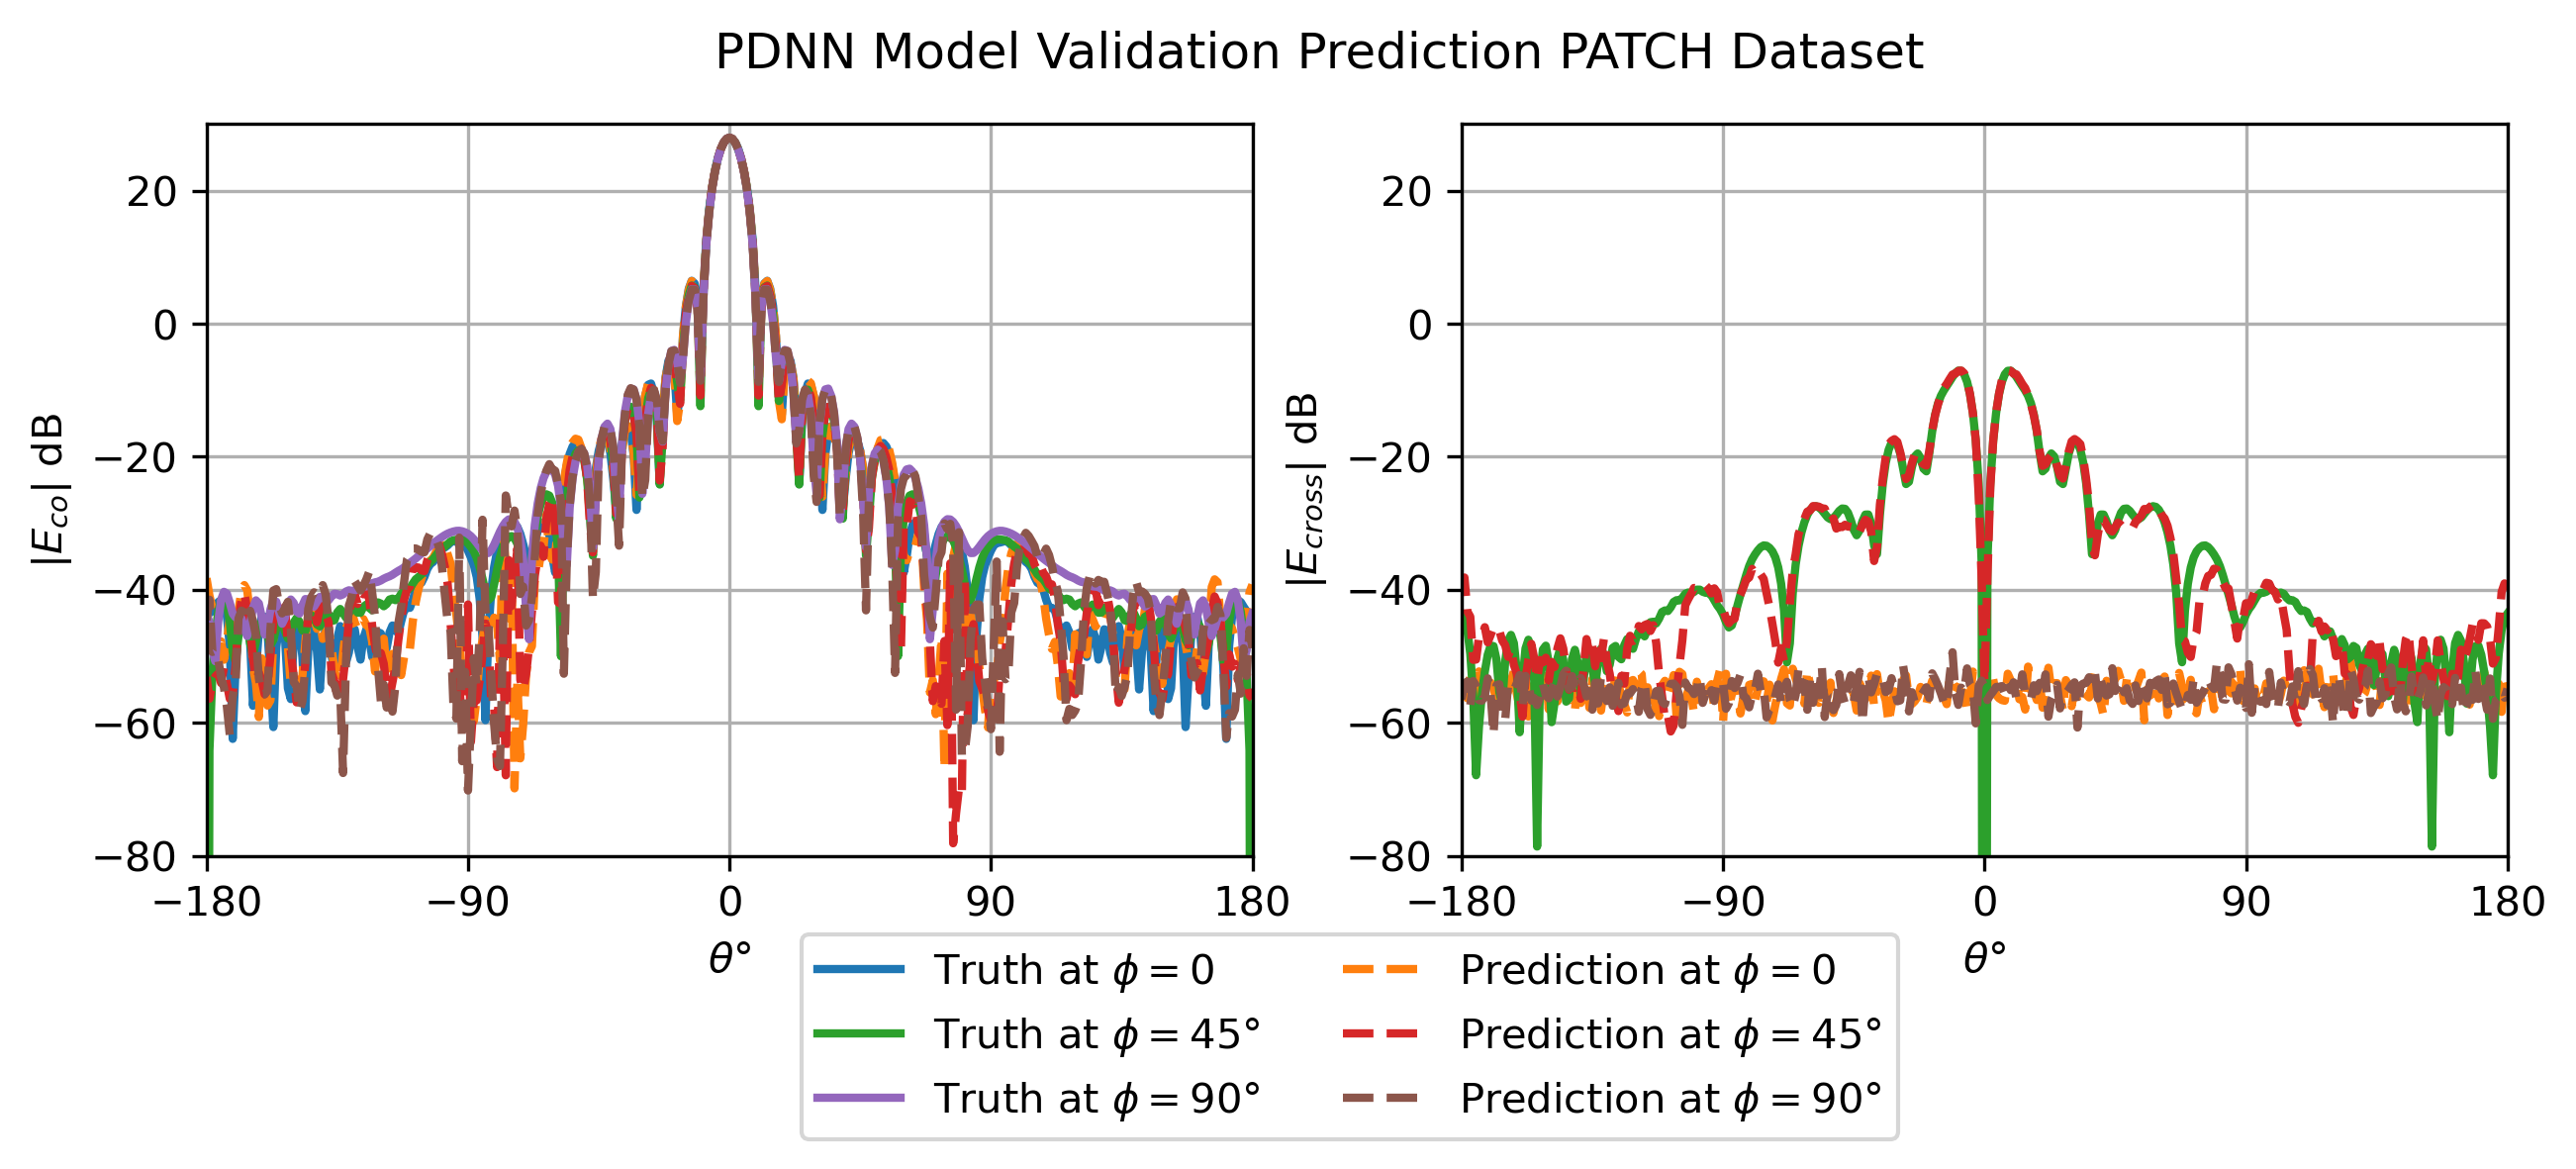 PDNN Model Validation Prediction PATCH Dataset
|E_co| dB
20
0
−20
−40
−60
−80
−180
−90
0
90
180
θ°
|E_cross| dB
20
0
−20
−40
−60
−80
−180
−90
0
90
180
θ°
Truth at ϕ = 0
Truth at ϕ = 45°
Truth at ϕ = 90°
Prediction at ϕ = 0
Prediction at ϕ = 45°
Prediction at ϕ = 90°